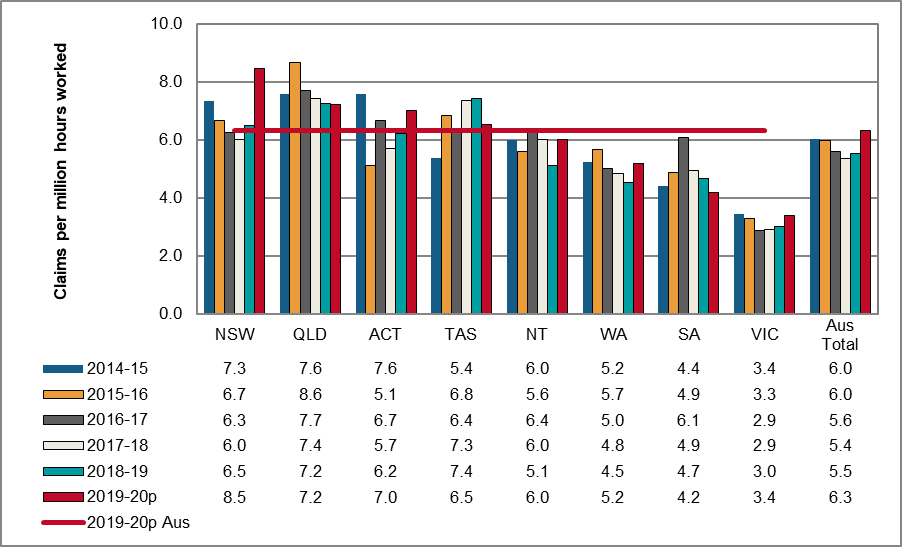 10.0
8.0
6.0
4.0
2.0
0.0
Claims per million hours worked
NSW QLD ACT TAS NT WA SA VIC Aus Total
2014-15 7.3 7.6 7.6 5.4 6.0 5.2 4.4 3.4 6.0
2015-16 6.7 8.6 5.1 6.8 5.6 5.7 4.9 3.3 6.0
2016-17 6.3 7.7 6.7 6.4 6.4 5.0 6.1 2.9 5.6
2017-18 6.0 7.4 5.7 7.3 6.0 4.8 4.9 2.9 5.4
2018-19 6.5 7.2 6.2 7.4 5.1 4.5 4.7 3.0 5.5
2019-20p 8.5 7.2 7.0 6.5 6.0 5.2 4.2 3.4 6.3
2019-20p Aus